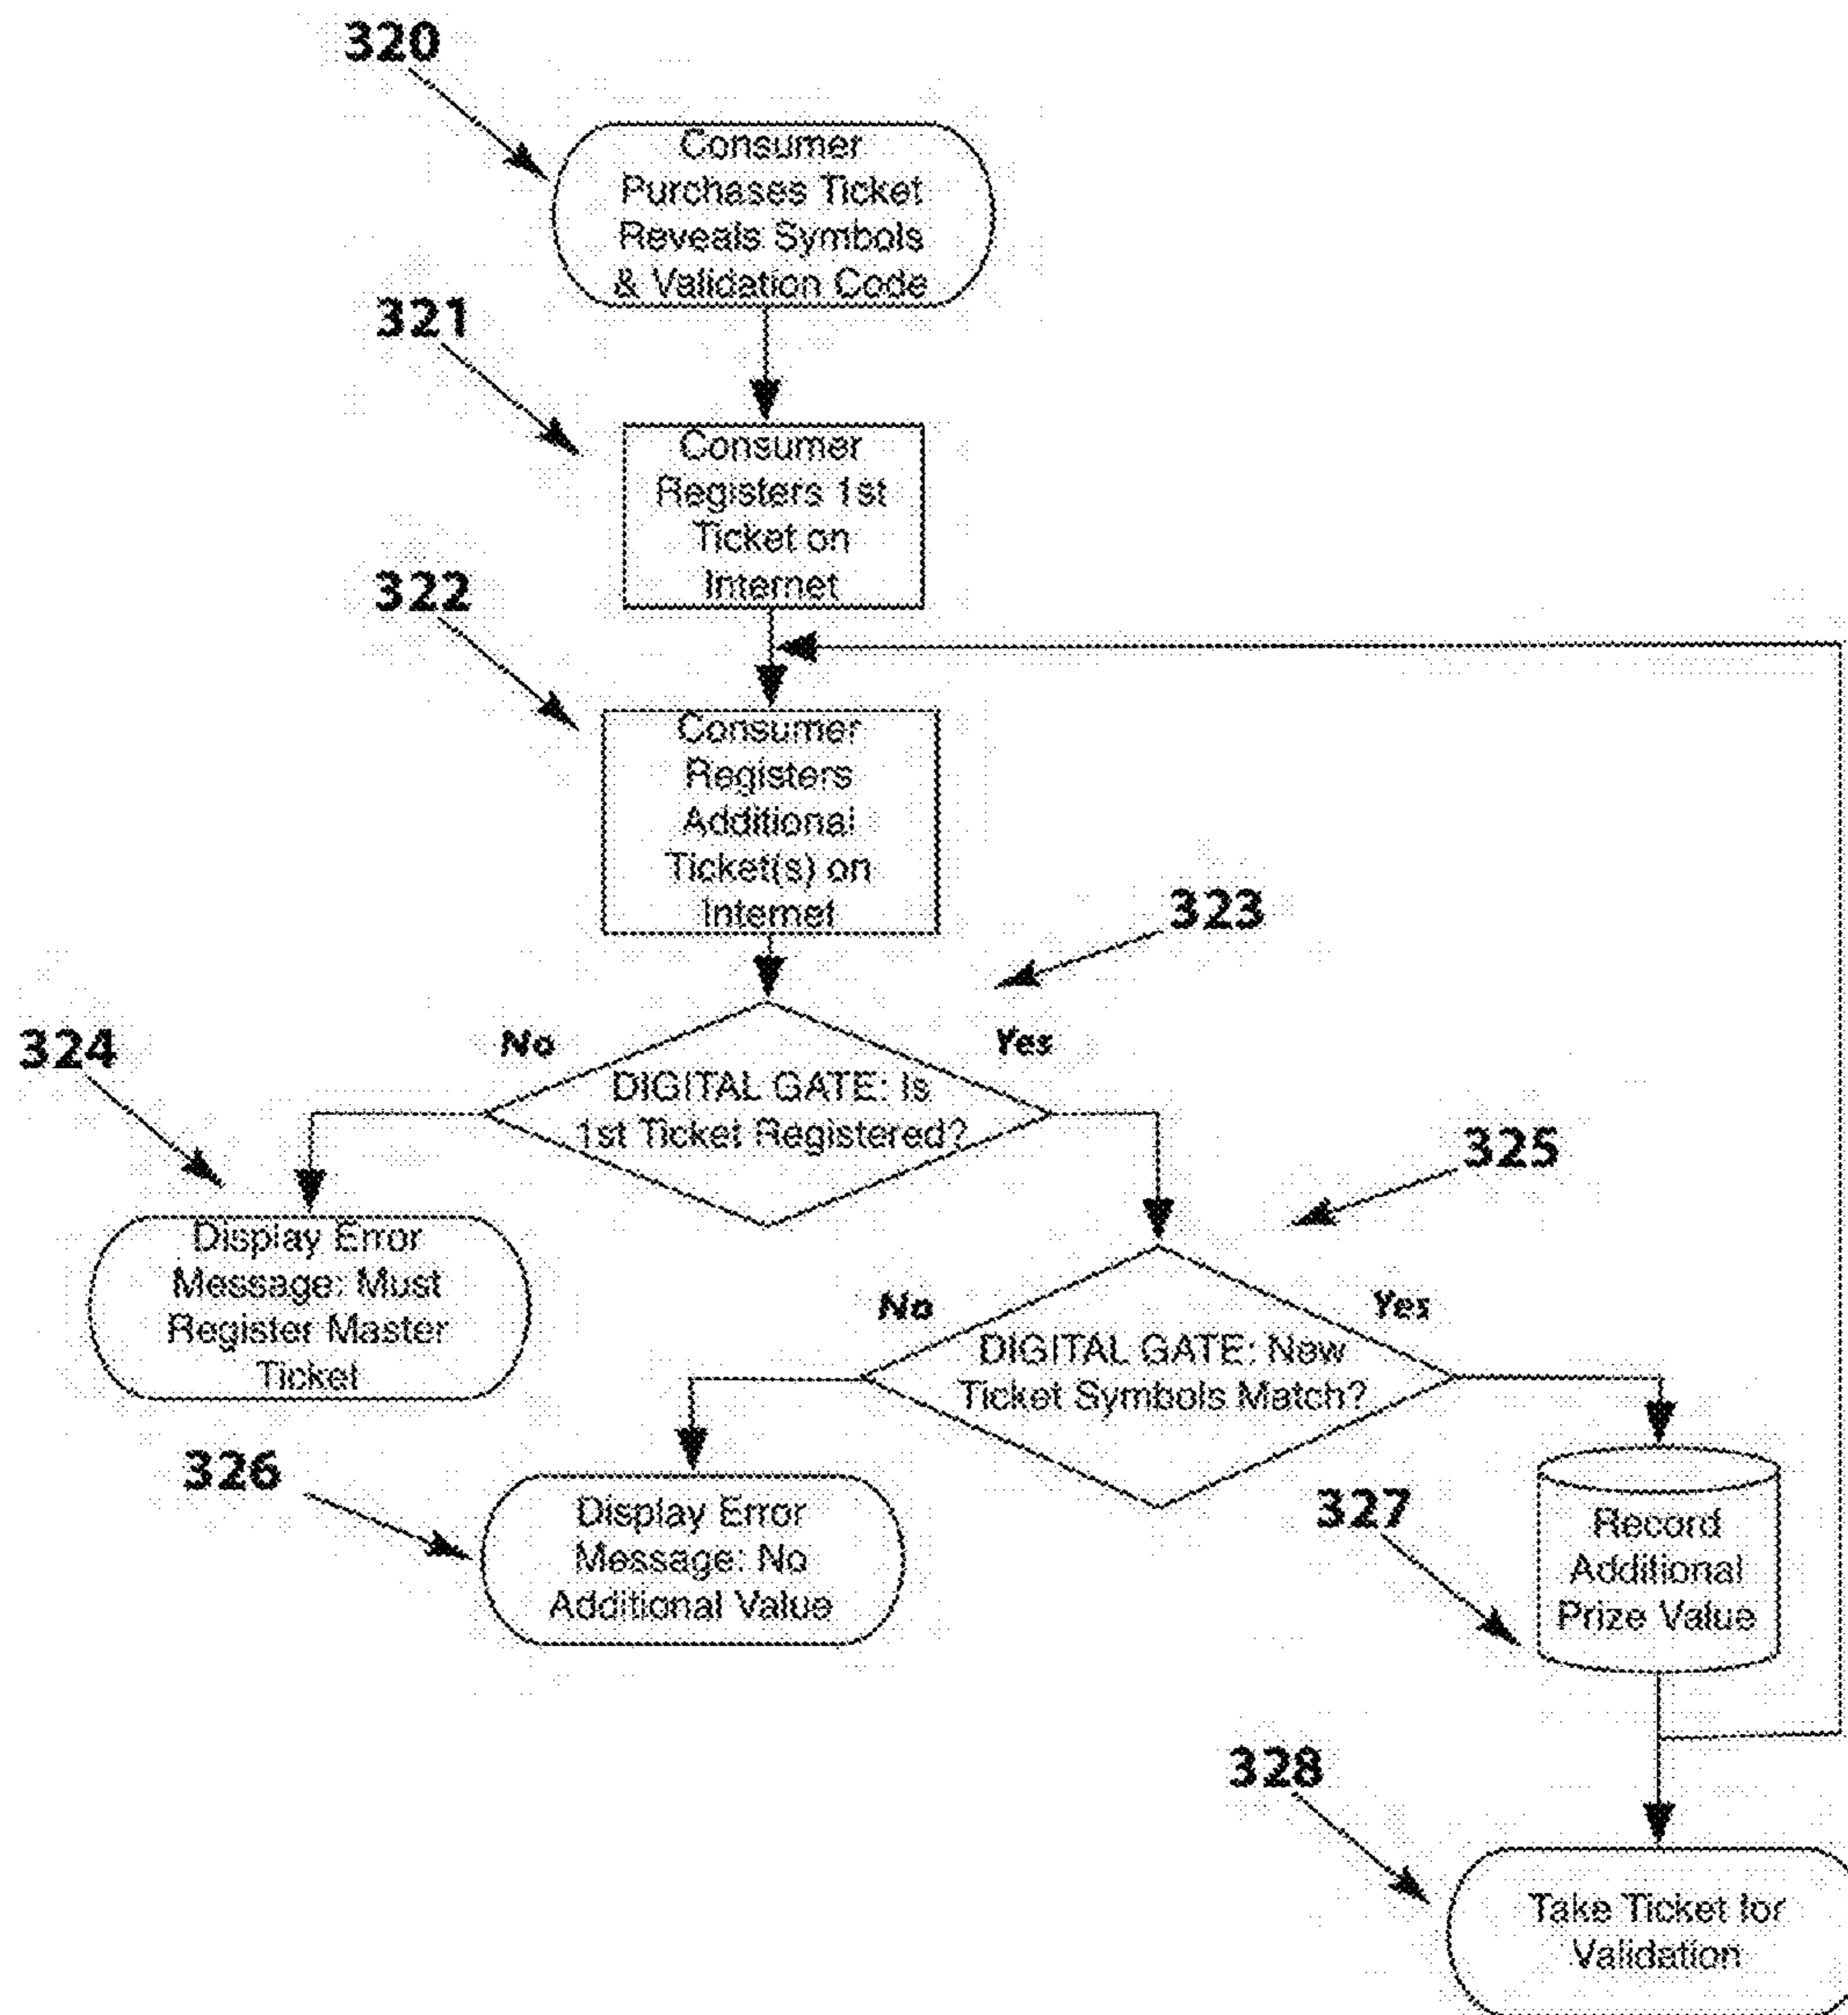 320
Consumer
Purchases Ticket
Reveals Symbols
& Validation Code
321
Consumer
Registers 1st
Ticket on
Internet
322
Consumer
Registers
Additional
Ticket(s) on
Internet
323
No
Yes
DIGITAL GATE: Is
1st Ticket Registered?
324
Display Error
Message: Must
Register Master
Ticket
325
No
Yes
DIGITAL GATE: New
Ticket Symbols Match?
326
Display Error
Message: No
Additional Value
327
Record
Additional
Prize Value
328
Take Ticket for
Validation